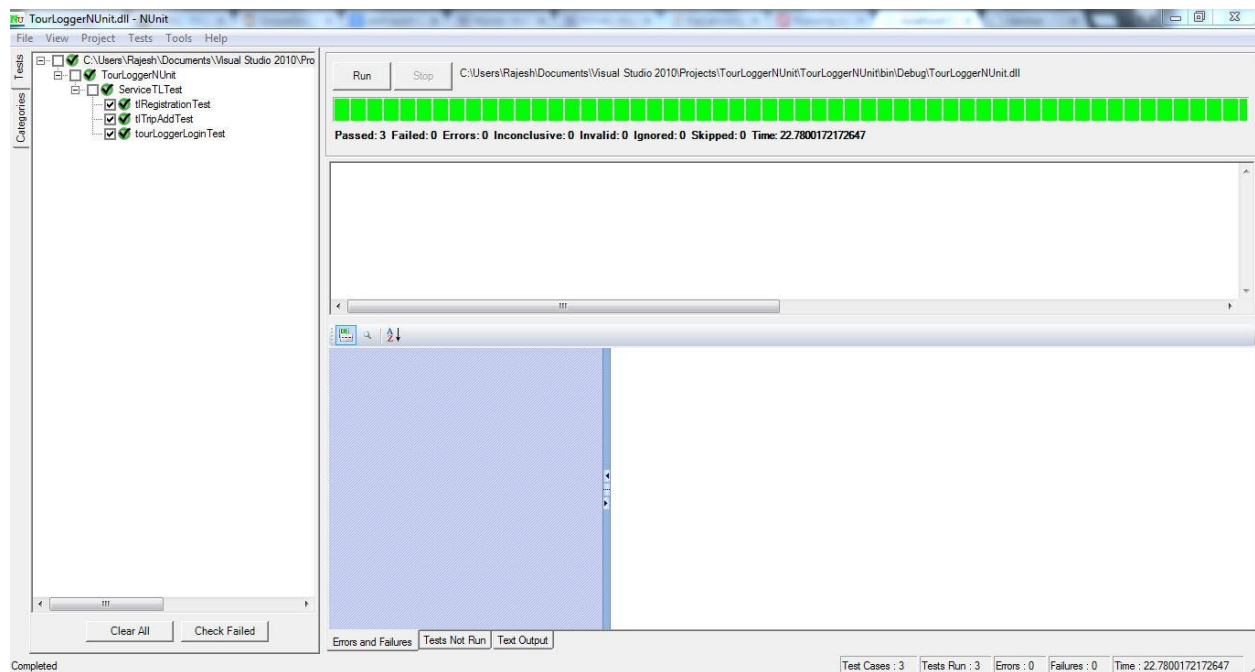 TourLoggerNUnit.dll - NUnit
File View Project Tests Tools Help
Tests
Categories
C:\Users\Rajesh\Documents\Visual Studio 2010\Pro
TourLoggerNUnit
ServiceTLTest
tlRegistrationTest
tlTripAddTest
tourLoggerLoginTest
Clear All
Check Failed
Run
Stop
C:\Users\Rajesh\Documents\Visual Studio 2010\Projects\TourLoggerNUnit\TourLoggerNUnit\bin\Debug\TourLoggerNUnit.dll
Passed: 3 Failed: 0 Errors: 0 Inconclusive: 0 Invalid: 0 Ignored: 0 Skipped: 0 Time: 22.7800172172647
Errors and Failures
Tests Not Run
Text Output
Completed
Test Cases : 3
Tests Run : 3
Errors : 0
Failures : 0
Time : 22.7800172172647